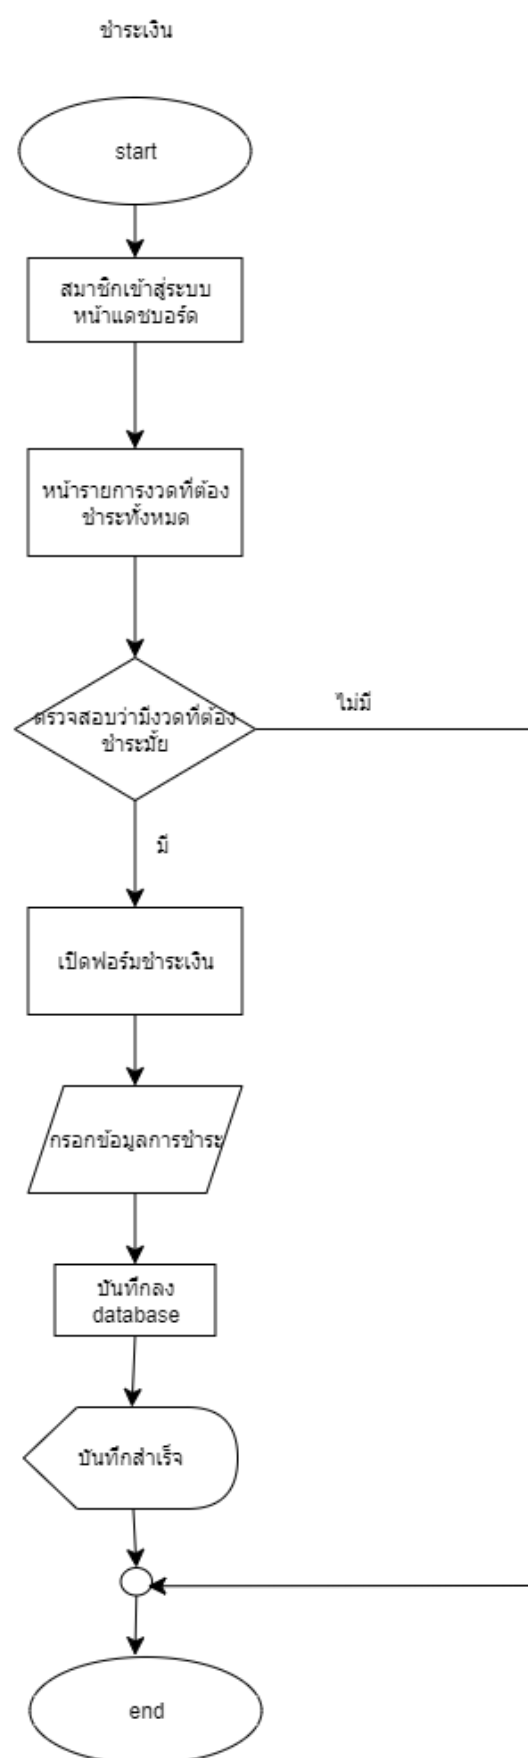 ชำระเงิน
start
สมาชิกเข้าสู่ระบบ
หน้าแดชบอร์ด
หน้ารายการงวดที่ต้อง
ชำระทั้งหมด
ตรวจสอบว่ามีงวดที่ต้อง
ชำระมั้ย
ไม่มี
มี
เปิดฟอร์มชำระเงิน
กรอกข้อมูลการชำระ
บันทึกลง
database
บันทึกสำเร็จ
end